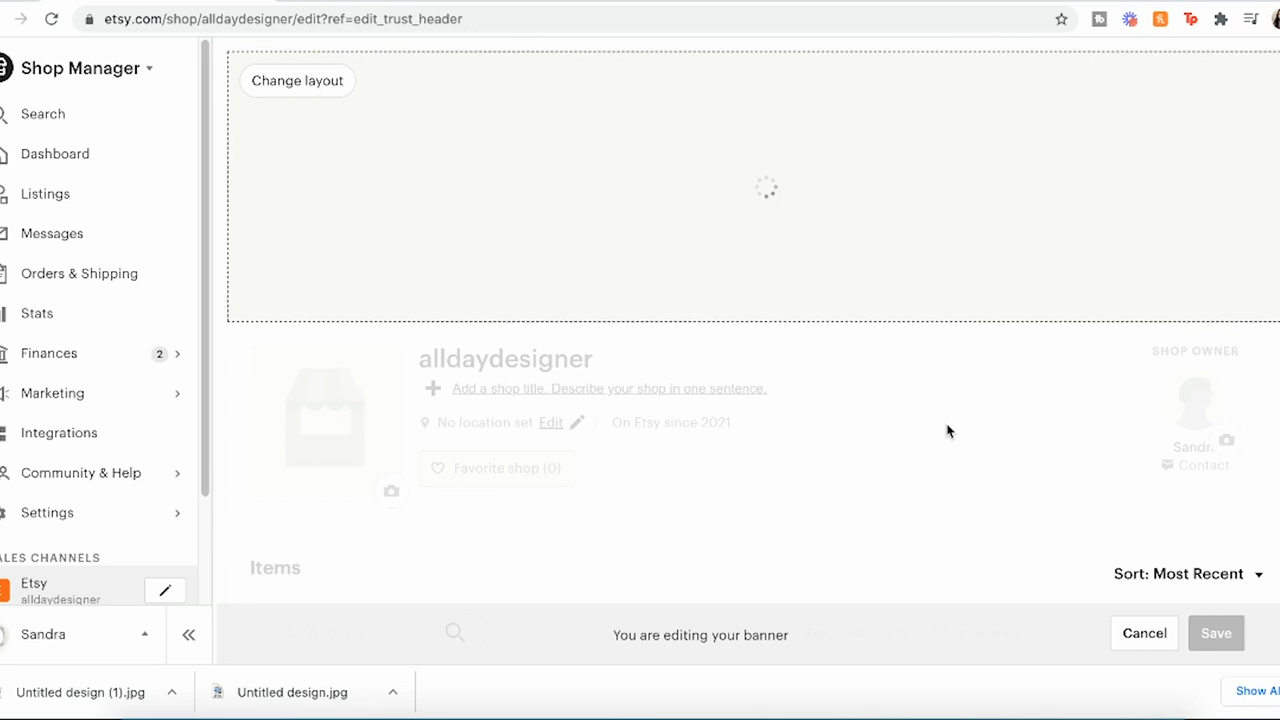 etsy.com/shop/alldaydesigner/edit?ref=edit_trust_header
Tp
Shop Manager
Search
Dashboard
Listings
Messages
Orders & Shipping
Stats
Finances 2
Marketing
Integrations
Community & Help
Settings
ALES CHANNELS
Etsy
alldaydesigner
Sandra
Change layout
alldaydesigner
Add a shop title. Describe your shop in one sentence.
No location set Edit On Etsy since 2021
Favorite shop (0)
SHOP OWNER
Sandr
Contact
Items
Sort: Most Recent
You are editing your banner
Cancel
Save
Untitled design (1).jpg
Untitled design.jpg
Show Al